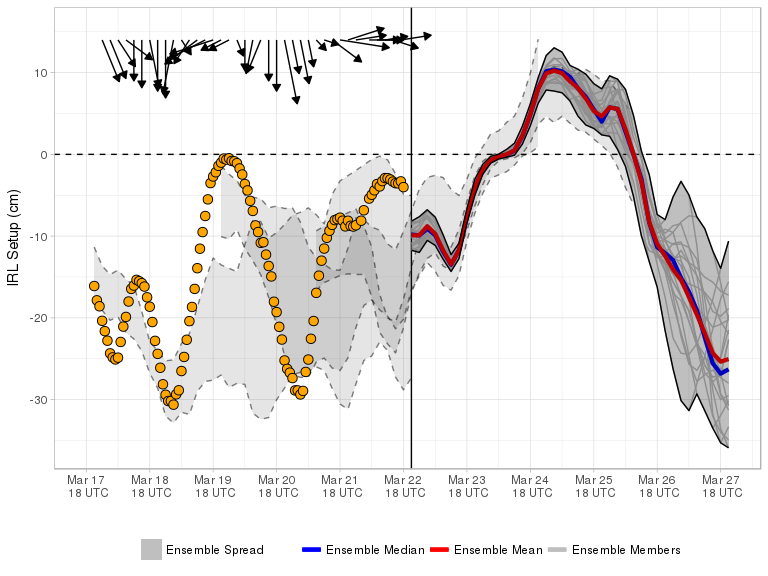 10
0
-10
-20
-30
IRL Setup (cm)
Mar 17 Mar 18 Mar 19 Mar 20 Mar 21 Mar 22 Mar 23 Mar 24 Mar 25 Mar 26 Mar 27
18 UTC 18 UTC 18 UTC 18 UTC 18 UTC 18 UTC 18 UTC 18 UTC 18 UTC 18 UTC 18 UTC
Ensemble Spread Ensemble Median Ensemble Mean Ensemble Members